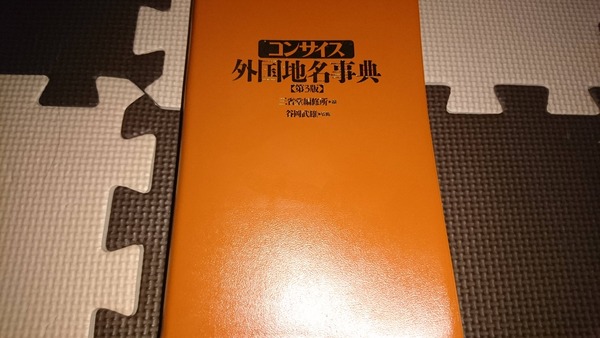 コンサイス
外国地名事典
【第3版】
三省堂編修所・編
谷岡武雄・監修